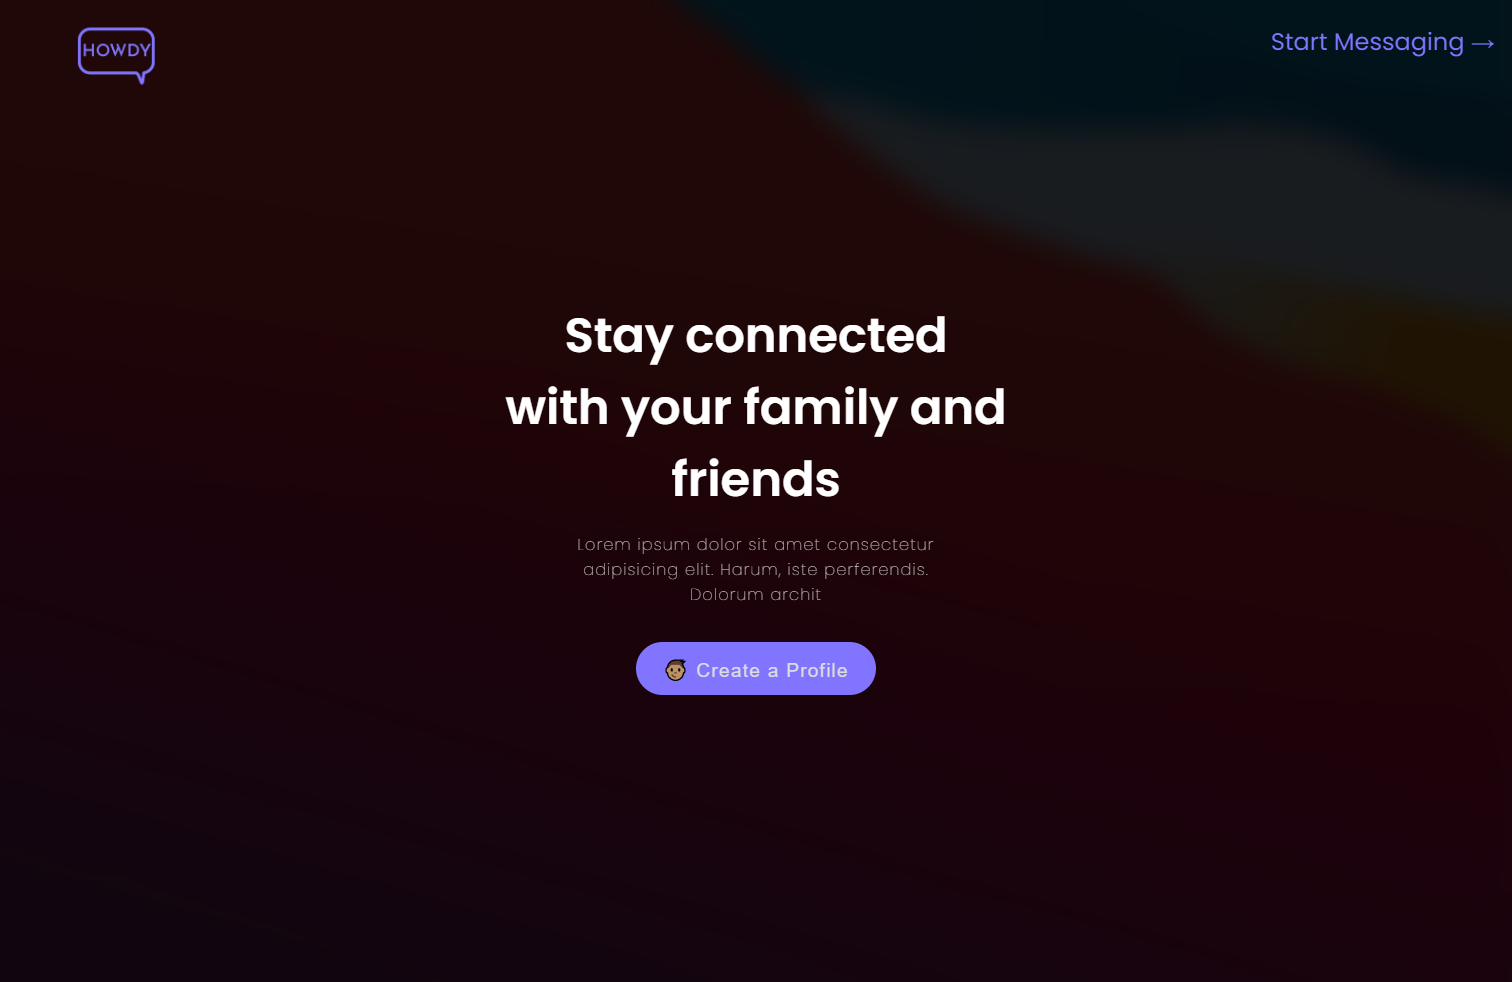 HOWDY
Start Messaging →
Stay connected
with your family and
friends
Lorem ipsum dolor sit amet consectetur
adipisicing elit. Harum, iste perferendis.
Dolorum archit
Create a Profile